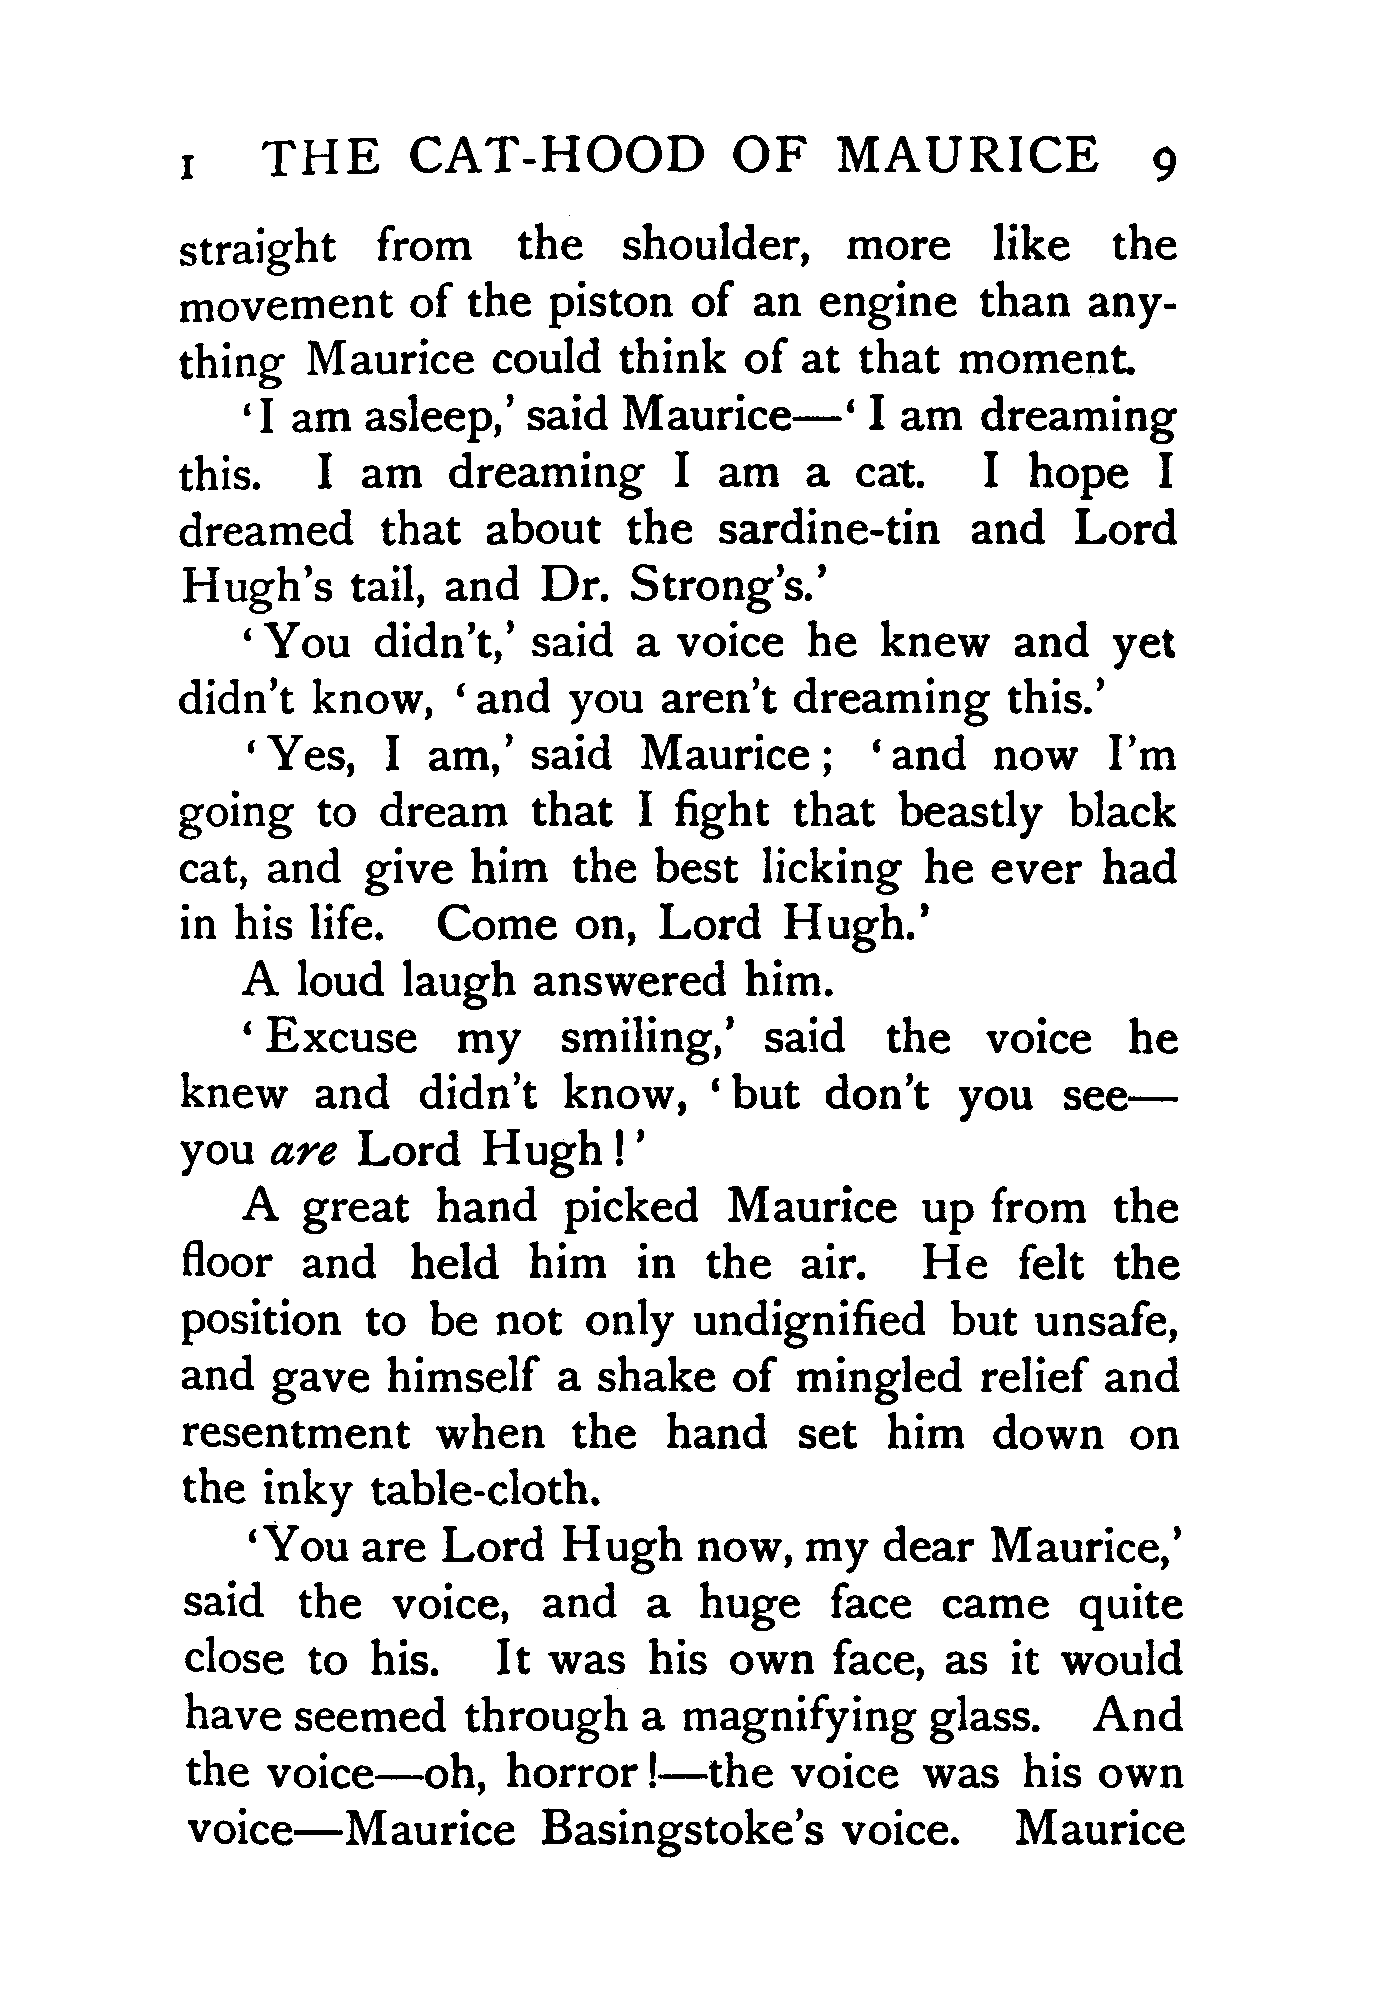 I THE CAT-HOOD OF MAURICE 9
straight from the shoulder, more like the
movement of the piston of an engine than any-
thing Maurice could think of at that moment.
‘I am asleep,’ said Maurice—‘I am dreaming
this. I am dreaming I am a cat. I hope I
dreamed that about the sardine-tin and Lord
Hugh’s tail, and Dr. Strong’s.’
‘You didn’t,’ said a voice he knew and yet
didn’t know, ‘and you aren’t dreaming this.’
‘Yes, I am,’ said Maurice; ‘and now I’m
going to dream that I fight that beastly black
cat, and give him the best licking he ever had
in his life. Come on, Lord Hugh.’
A loud laugh answered him.
‘Excuse my smiling,’ said the voice he
knew and didn’t know, ‘but don’t you see—
you are Lord Hugh!’
A great hand picked Maurice up from the
floor and held him in the air. He felt the
position to be not only undignified but unsafe,
and gave himself a shake of mingled relief and
resentment when the hand set him down on
the inky table-cloth.
‘You are Lord Hugh now, my dear Maurice,’
said the voice, and a huge face came quite
close to his. It was his own face, as it would
have seemed through a magnifying glass. And
the voice—oh, horror!—the voice was his own
voice—Maurice Basingstoke’s voice. Maurice